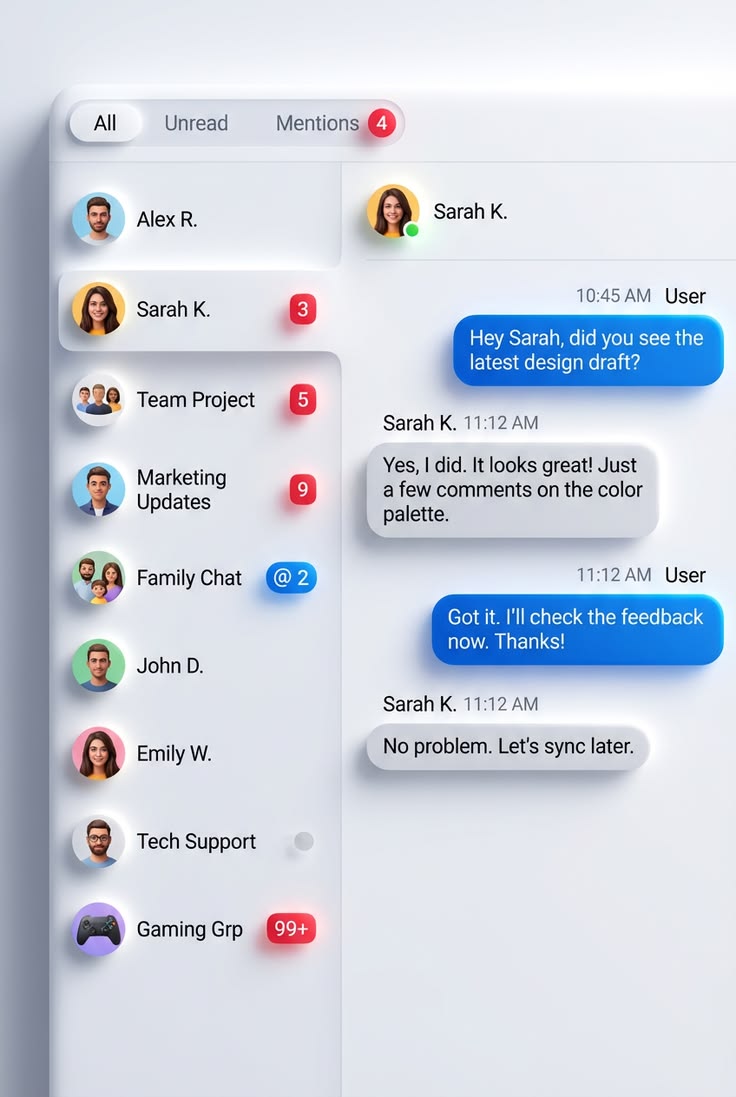 All Unread Mentions 4
Alex R.
Sarah K. 3
Team Project 5
Marketing
Updates 9
Family Chat @ 2
John D.
Emily W.
Tech Support
Gaming Grp 99+
Sarah K.
10:45 AM User
Hey Sarah, did you see the
latest design draft?
Sarah K. 11:12 AM
Yes, I did. It looks great! Just
a few comments on the color
palette.
11:12 AM User
Got it. I'll check the feedback
now. Thanks!
Sarah K. 11:12 AM
No problem. Let's sync later.